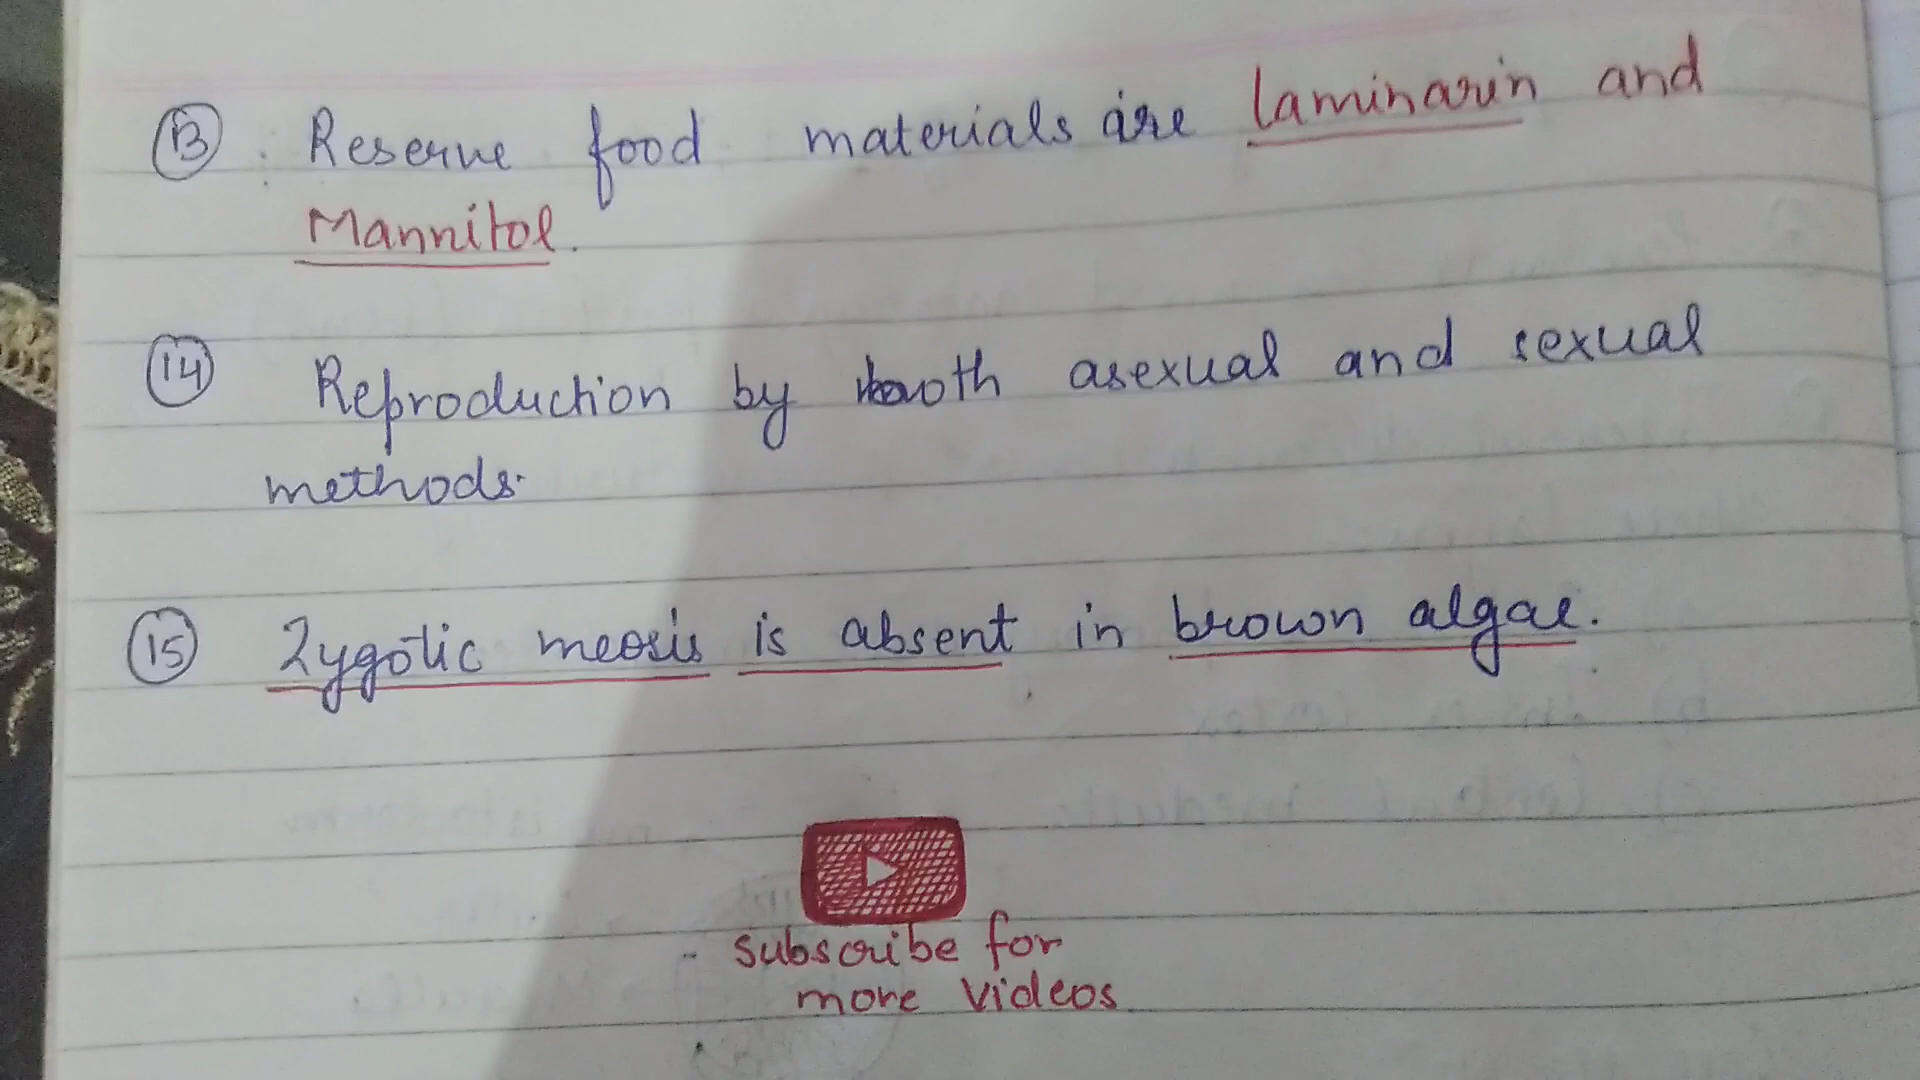 13 Reserve food materials are laminarin and
Mannitol.
14 Reproduction by both asexual and sexual
methods.
15 Zygotic meosis is absent in brown algae.
subscribe for
more videos